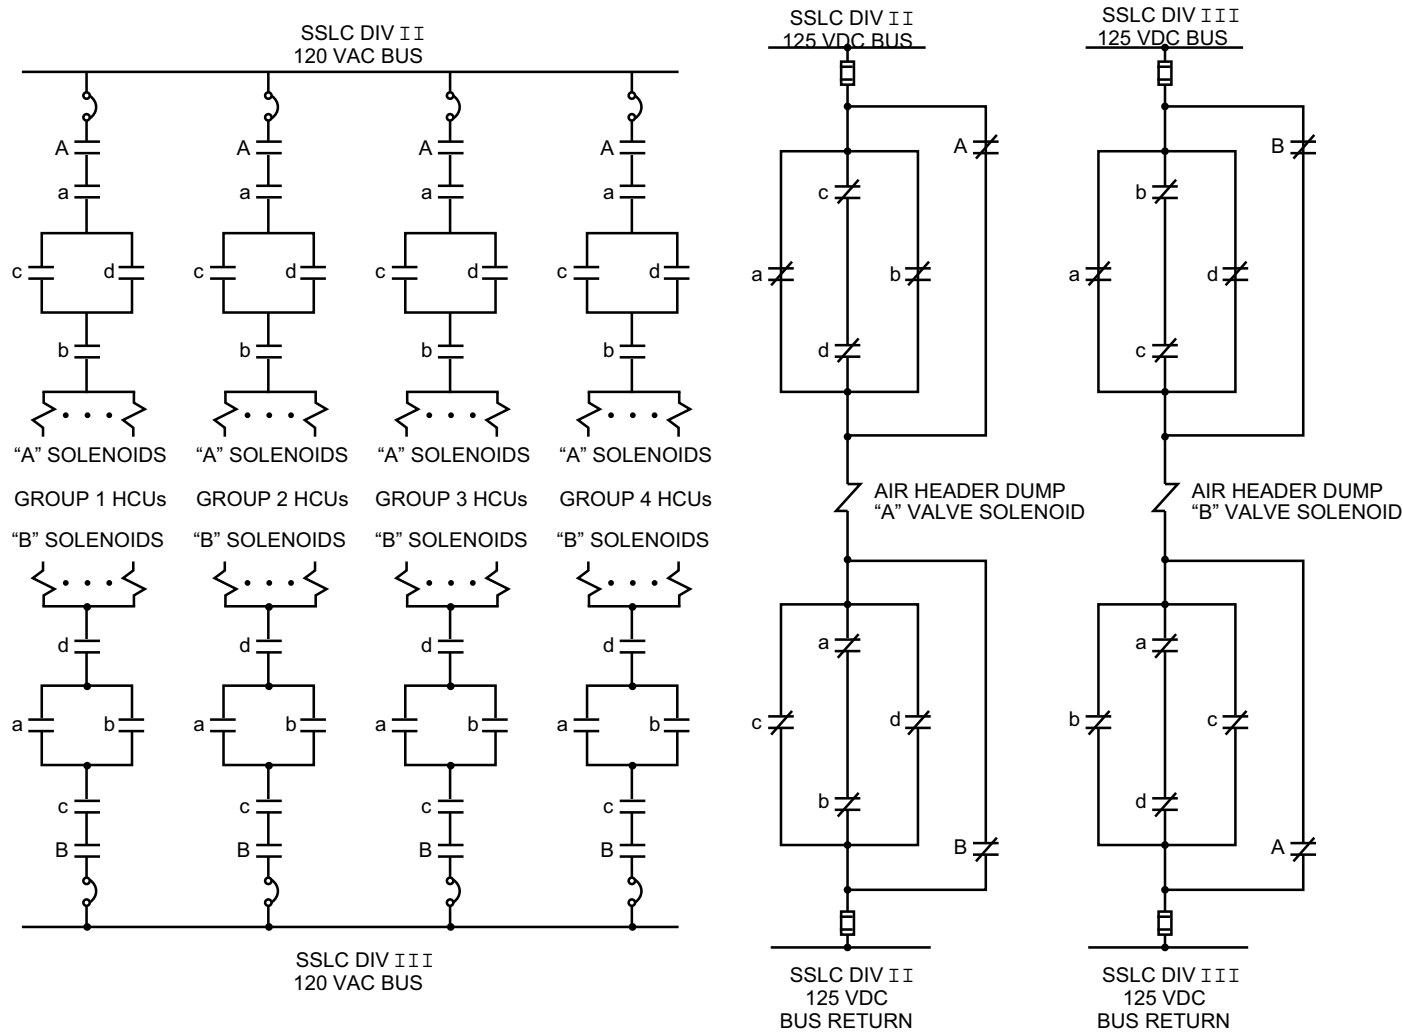 SSLC DIV II
120 VAC BUS
SSLC DIV II
125 VDC BUS
SSLC DIV III
125 VDC BUS
A A A A A B
a a a a
c b
c d c d c d c d
a b a d
b b b b d c
“A” SOLENOIDS “A” SOLENOIDS “A” SOLENOIDS “A” SOLENOIDS
GROUP 1 HCUs GROUP 2 HCUs GROUP 3 HCUs GROUP 4 HCUs
AIR HEADER DUMP
“A” VALVE SOLENOID
AIR HEADER DUMP
“B” VALVE SOLENOID
“B” SOLENOIDS “B” SOLENOIDS “B” SOLENOIDS “B” SOLENOIDS
d d d d a a
a b a b a b a b c d b c
c c c c b d
B B B B B A
SSLC DIV III
120 VAC BUS
SSLC DIV II
125 VDC
BUS RETURN
SSLC DIV III
125 VDC
BUS RETURN